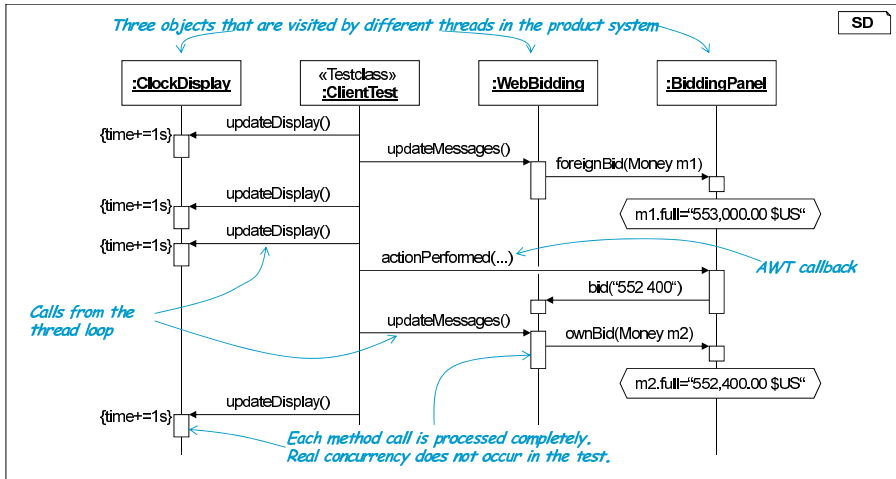 Three objects that are visited by different threads in the product system
SD
:ClockDisplay
«Testclass»
:ClientTest
:WebBidding
:BiddingPanel
{time+=1s}
updateDisplay()
updateMessages()
foreignBid(Money m1)
{time+=1s}
updateDisplay()
m1.full=“553,000.00 $US“
{time+=1s}
updateDisplay()
actionPerformed(...)
AWT callback
bid(“552 400“)
Calls from the
thread loop
updateMessages()
ownBid(Money m2)
m2.full=“552,400.00 $US“
{time+=1s}
updateDisplay()
Each method call is processed completely.
Real concurrency does not occur in the test.